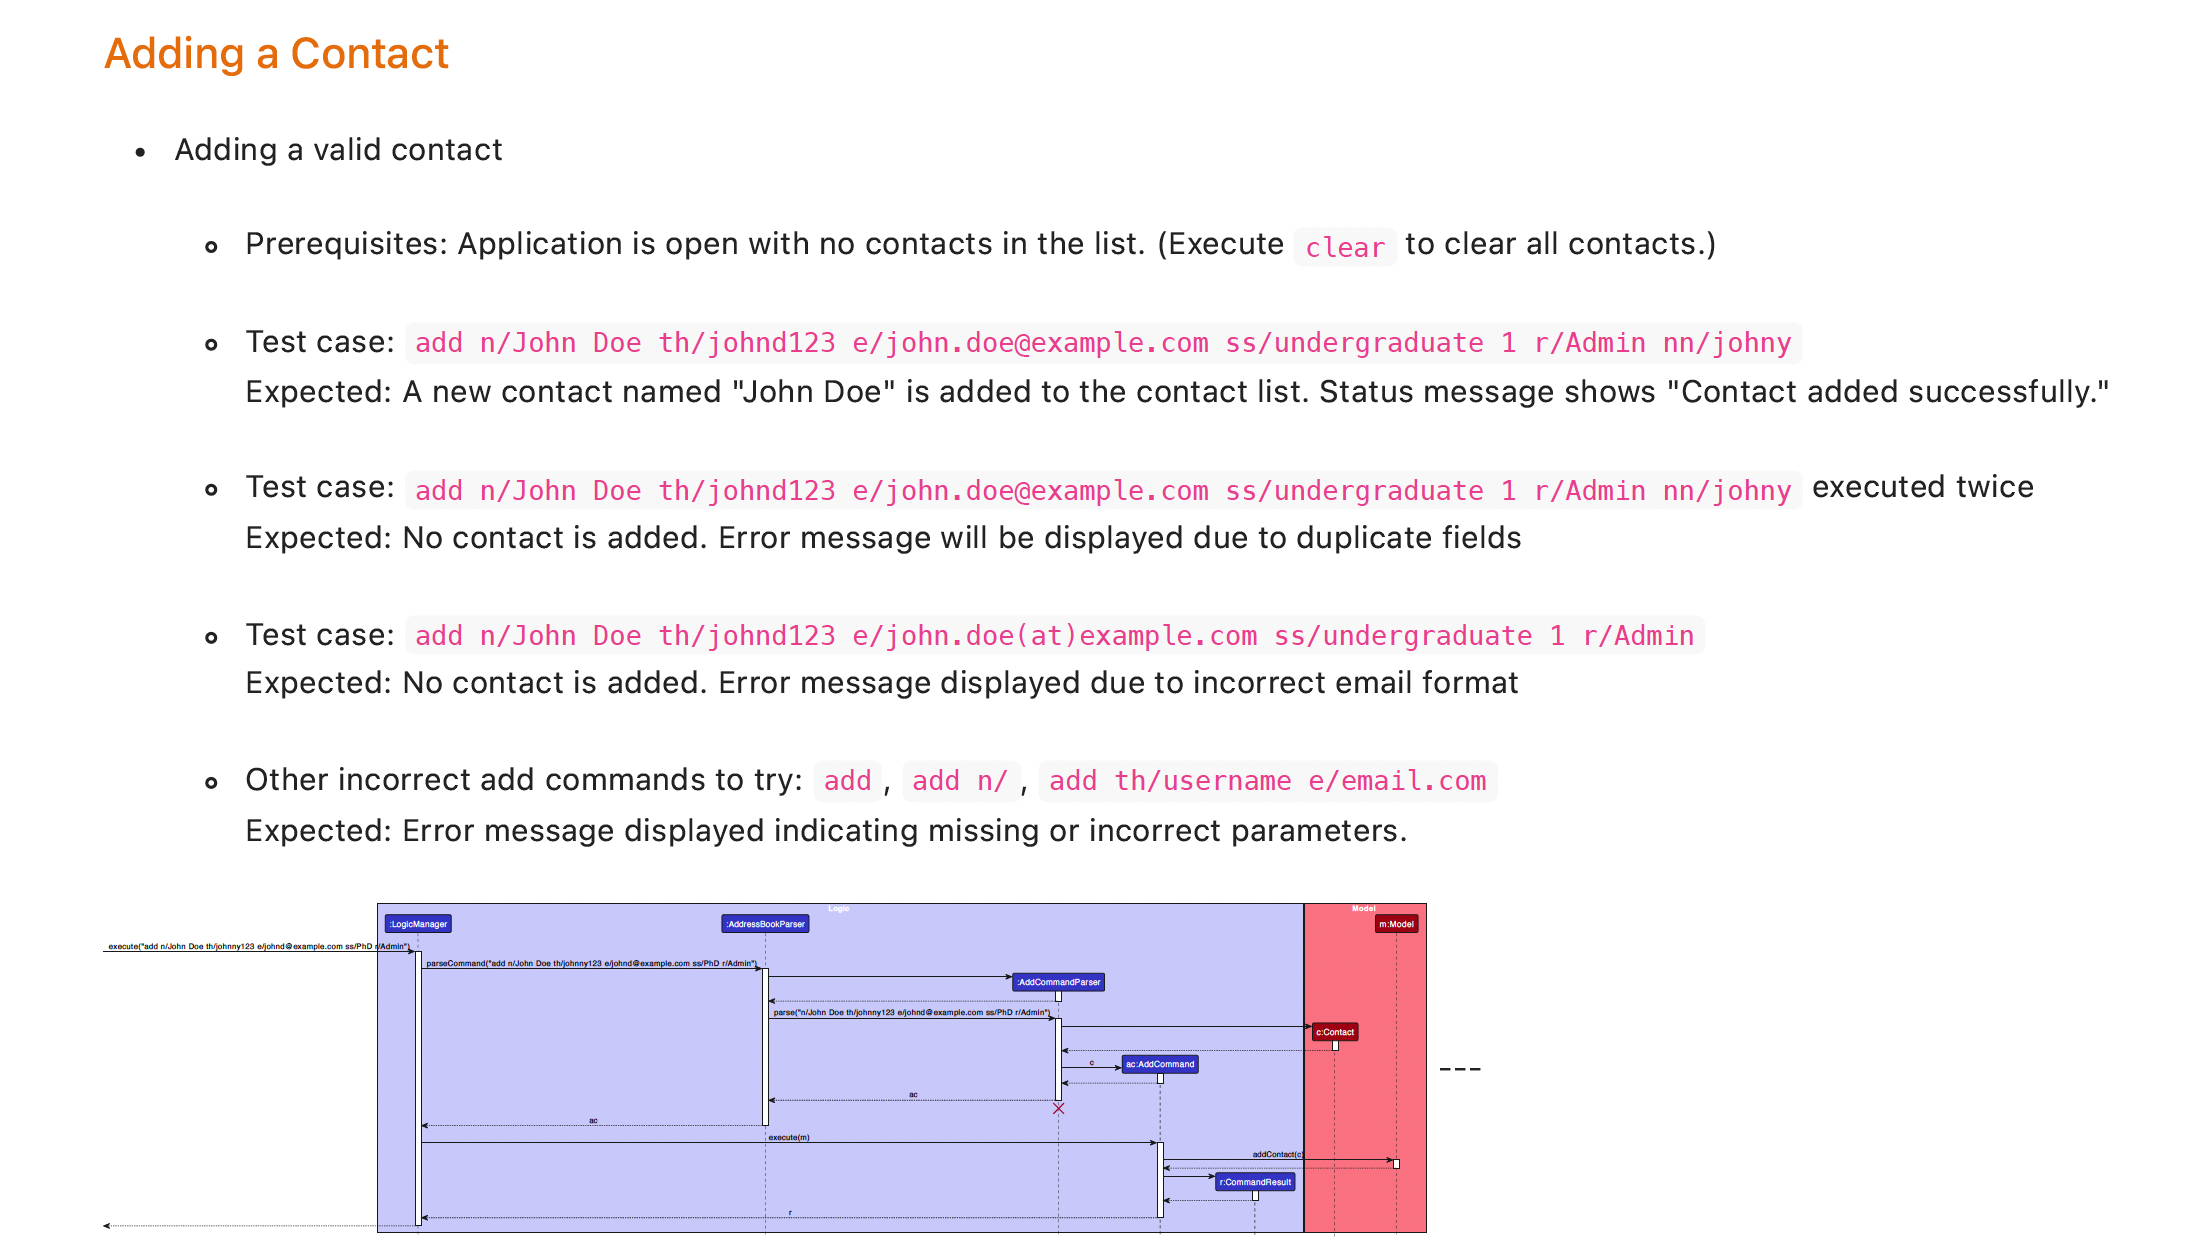 Adding a Contact
• Adding a valid contact
Prerequisites: Application is open with no contacts in the list. (Execute clear to clear all contacts.)
Test case: add n/John Doe th/johnd123 e/john.doe@example.com ss/undergraduate 1 r/Admin nn/johny
Expected: A new contact named "John Doe" is added to the contact list. Status message shows "Contact added successfully."
Test case: add n/John Doe th/johnd123 e/john.doe@example.com ss/undergraduate 1 r/Admin nn/johny executed twice
Expected: No contact is added. Error message will be displayed due to duplicate fields
Test case: add n/John Doe th/johnd123 e/john.doe(at)example.com ss/undergraduate 1 r/Admin
Expected: No contact is added. Error message displayed due to incorrect email format
Other incorrect add commands to try: add, add n/, add th/username e/email.com
Expected: Error message displayed indicating missing or incorrect parameters.
Logic
Model
:LogicManager
:AddressBookParser
m:Model
execute("add n/John Doe th/johnny123 e/johnd@example.com ss/PhD r/Admin")
parseCommand("add n/John Doe th/johnny123 e/johnd@example.com ss/PhD r/Admin")
:AddCommandParser
parse("n/John Doe th/johnny123 e/johnd@example.com ss/PhD r/Admin")
c:Contact
c
ac:AddCommand
---
ac
ac
execute(m)
addContact(c)
r:CommandResult
r